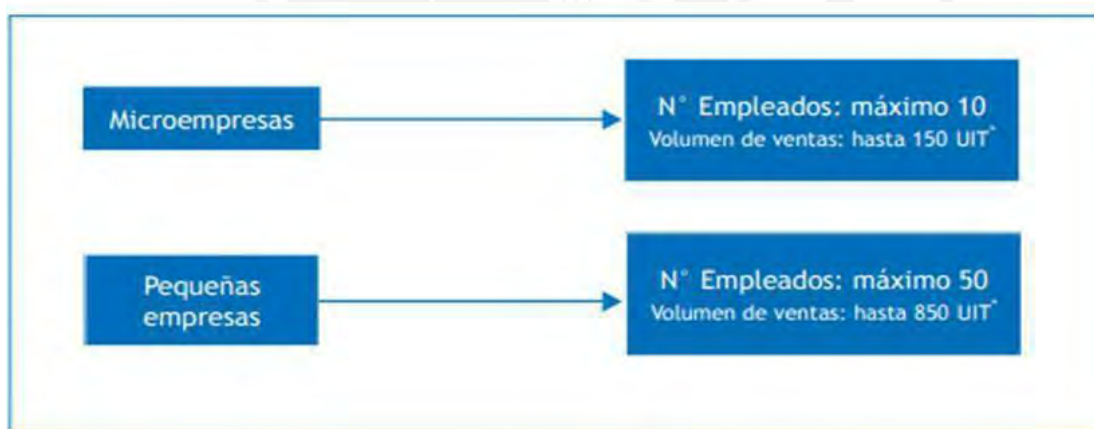 Microempresas
N° Empleados: máximo 10
Volumen de ventas: hasta 150 UIT*
Pequeñas
empresas
N° Empleados: máximo 50
Volumen de ventas: hasta 850 UIT*